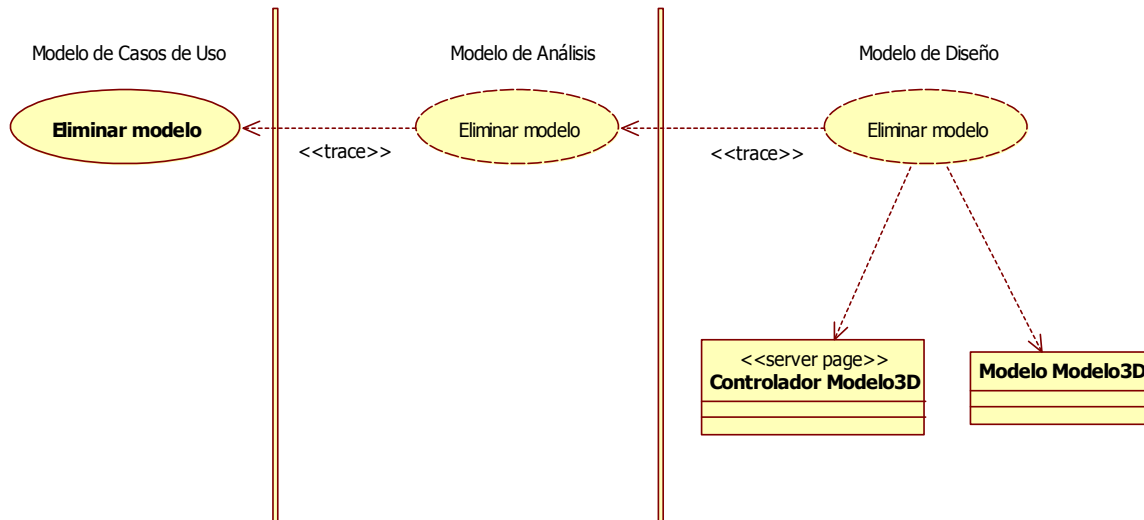 Modelo de Casos de Uso
Modelo de Análisis
Modelo de Diseño
Eliminar modelo
Eliminar modelo
Eliminar modelo
<<trace>>
<<trace>>
<<server page>>
Controlador Modelo3D
Modelo Modelo3D